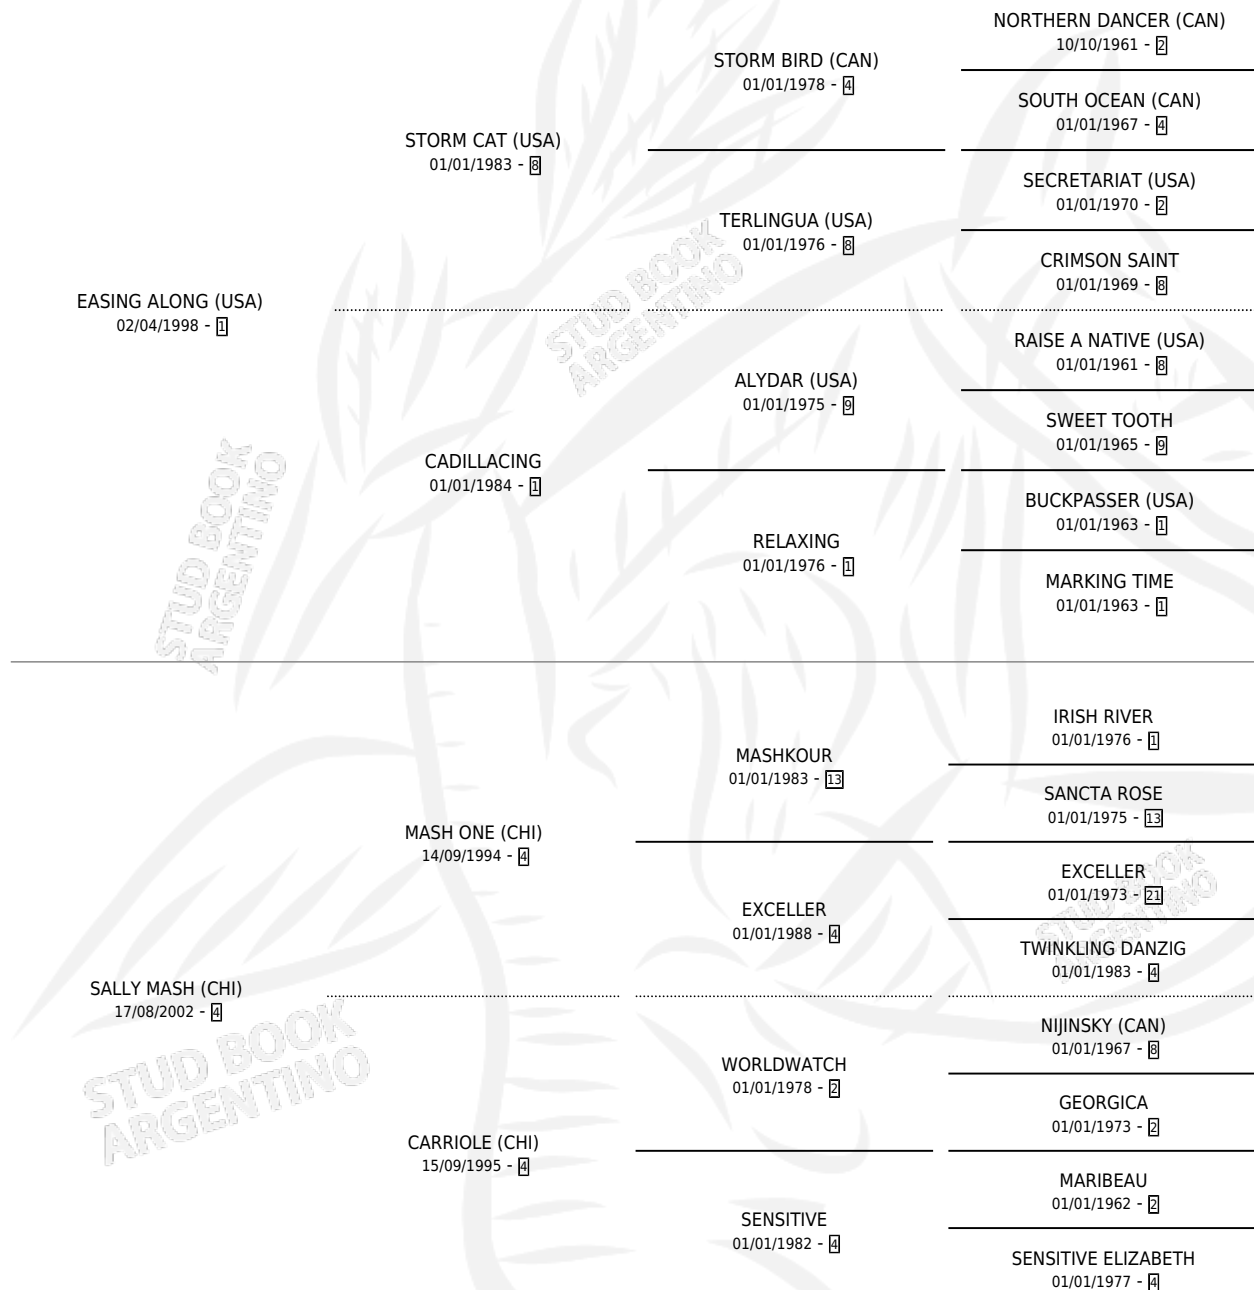 NORTHERN DANCER (CAN)
10/10/1961 - 2
STORM BIRD (CAN)
01/01/1978 - 4
SOUTH OCEAN (CAN)
01/01/1967 - 4
STORM CAT (USA)
01/01/1983 - 8
SECRETARIAT (USA)
01/01/1970 - 2
TERLINGUA (USA)
01/01/1976 - 8
CRIMSON SAINT
01/01/1969 - 8
EASING ALONG (USA)
02/04/1998 - 1
RAISE A NATIVE (USA)
01/01/1961 - 8
ALYDAR (USA)
01/01/1975 - 9
SWEET TOOTH
01/01/1965 - 9
CADILLACING
01/01/1984 - 1
BUCKPASSER (USA)
01/01/1963 - 1
RELAXING
01/01/1976 - 1
MARKING TIME
01/01/1963 - 1
IRISH RIVER
01/01/1976 - 1
MASHKOUR
01/01/1983 - 13
SANCTA ROSE
01/01/1975 - 13
MASH ONE (CHI)
14/09/1994 - 4
EXCELLER
01/01/1973 - 21
EXCELLER
01/01/1988 - 4
TWINKLING DANZIG
01/01/1983 - 4
SALLY MASH (CHI)
17/08/2002 - 4
NIJINSKY (CAN)
01/01/1967 - 8
WORLDWATCH
01/01/1978 - 2
GEORGICA
01/01/1973 - 2
CARRIOLE (CHI)
15/09/1995 - 4
MARIBEAU
01/01/1962 - 2
SENSITIVE
01/01/1982 - 4
SENSITIVE ELIZABETH
01/01/1977 - 4
STUD BOOK
ARGENTINO
STUD BOOK
ARGENTINO
STUD BOOK
ARGENTINO
STUD BOOK
ARGENTINO